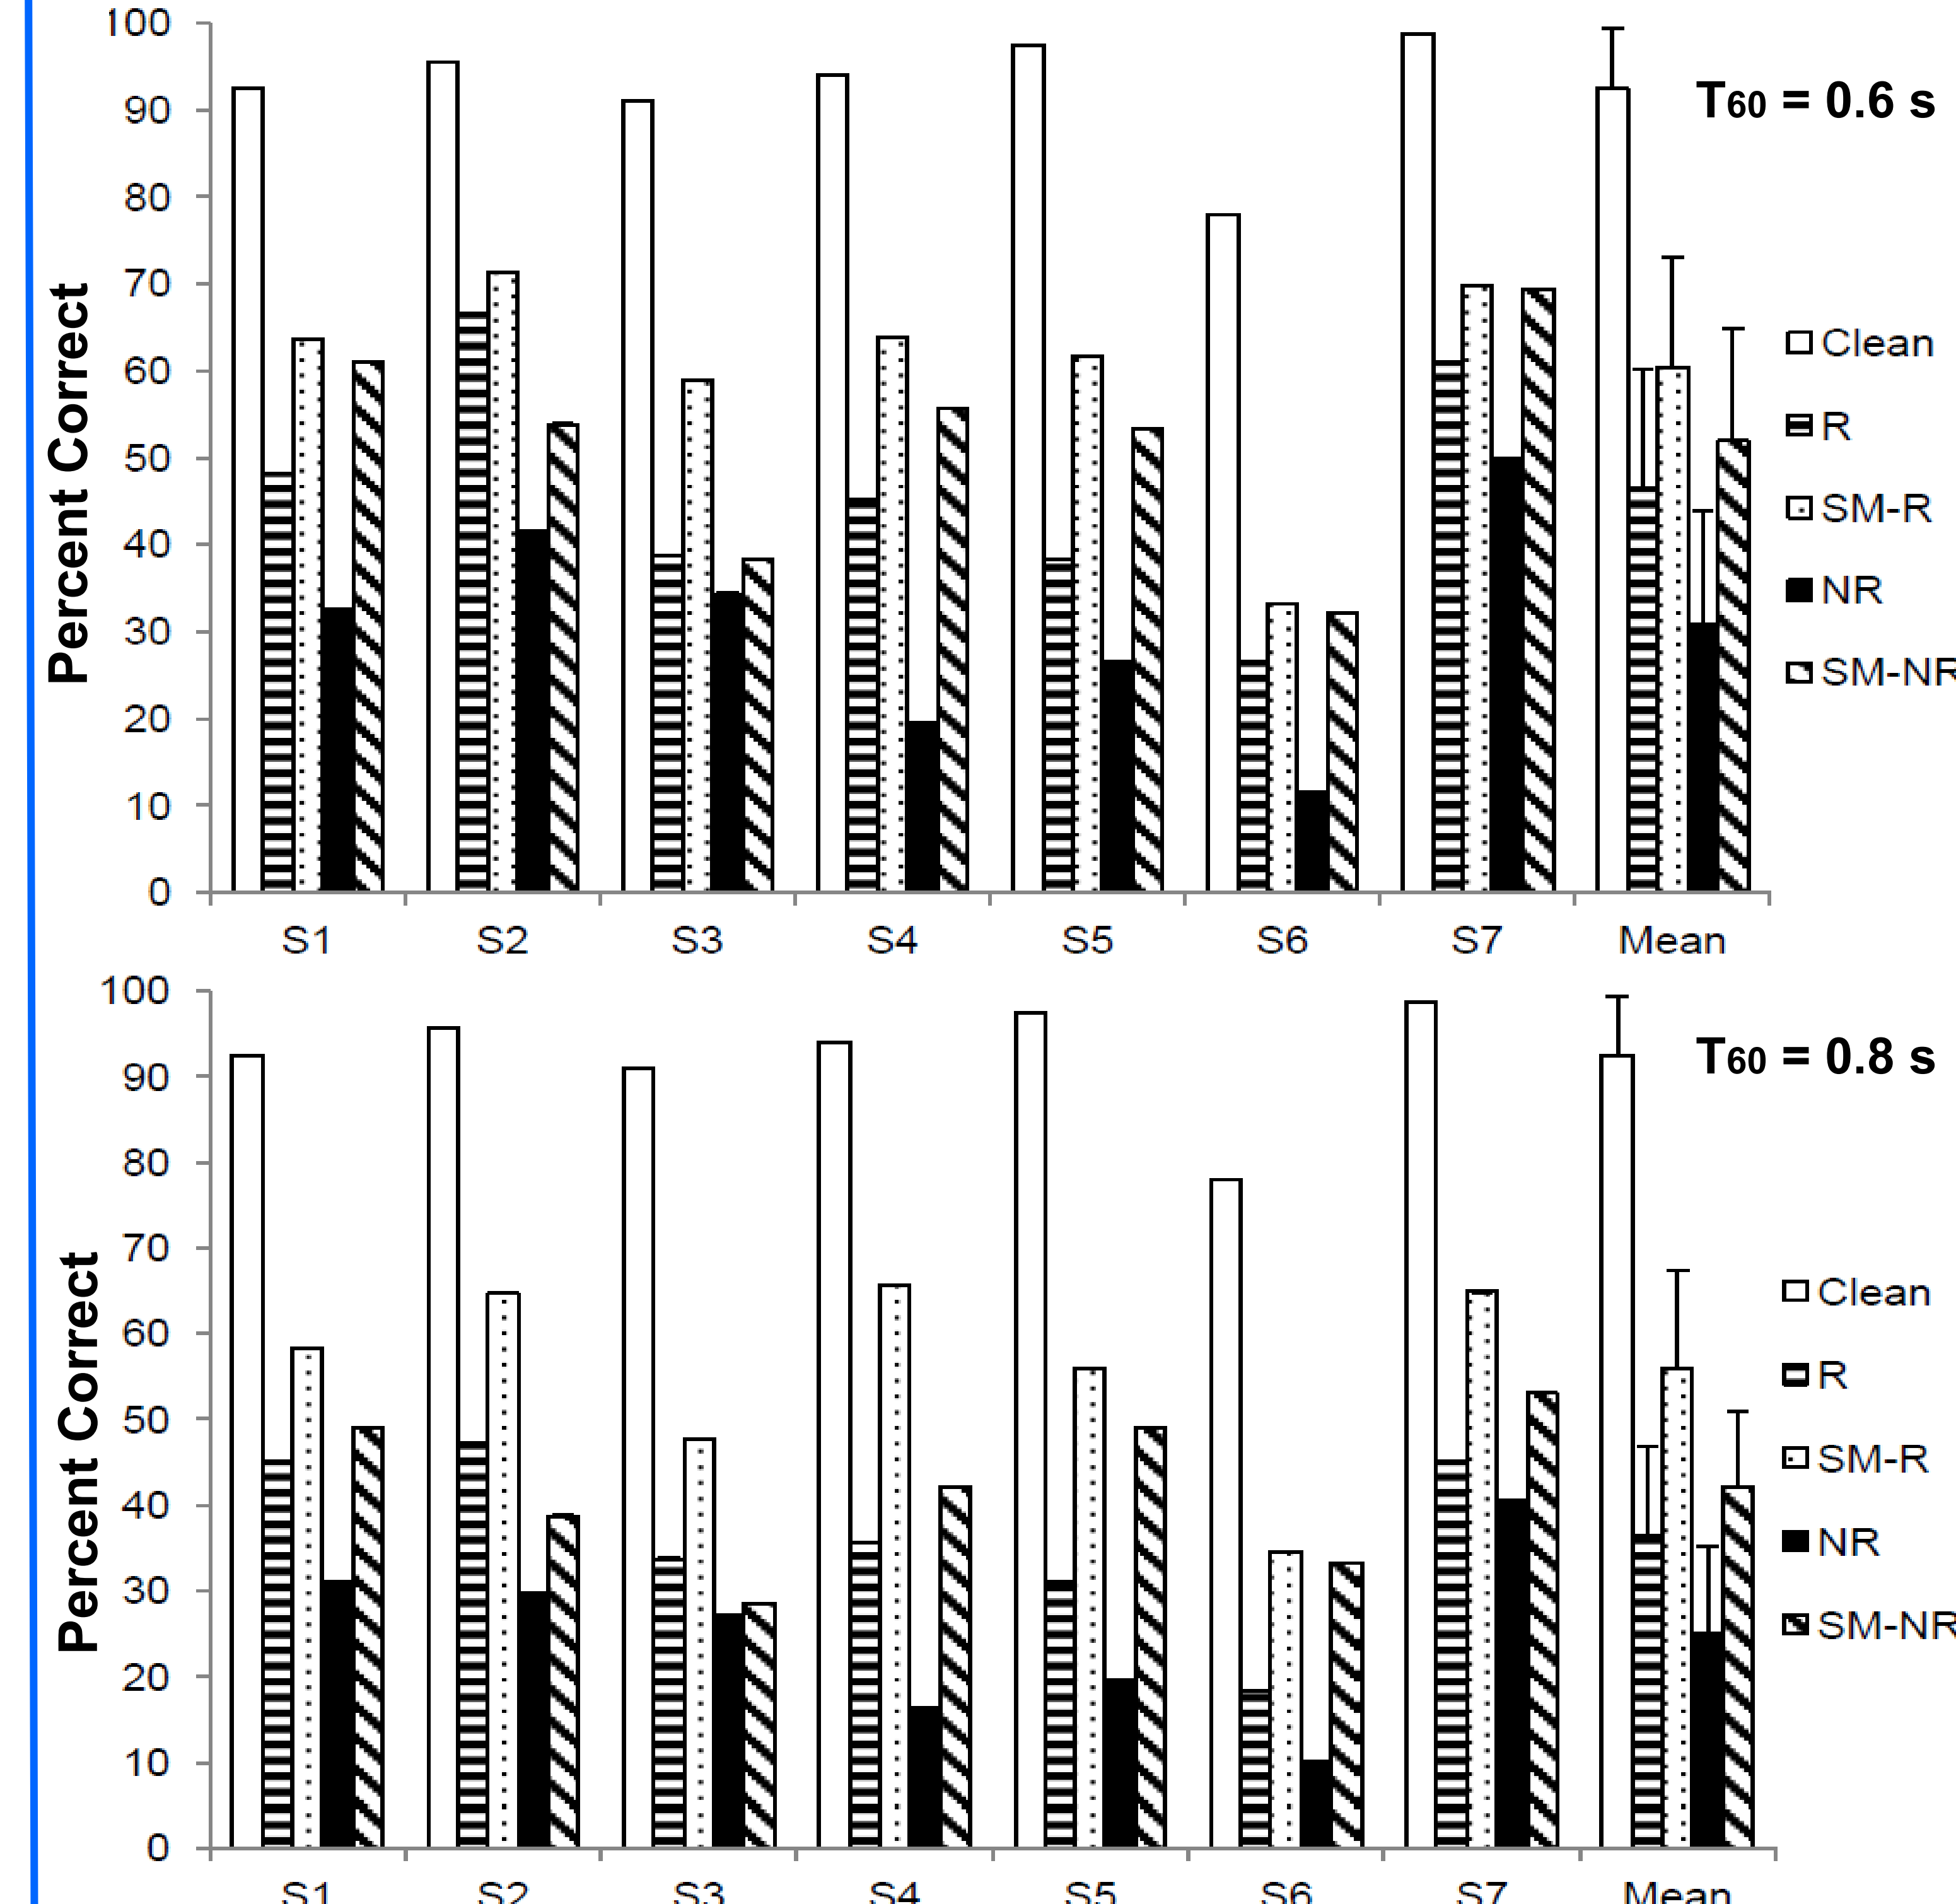 100
90
80
70
60
50
40
30
20
10
0
Percent Correct
T60 = 0.6 s
Clean
R
SM-R
NR
SM-NR
S1 S2 S3 S4 S5 S6 S7 Mean
100
90
80
70
60
50
40
30
20
10
0
Percent Correct
T60 = 0.8 s
Clean
R
SM-R
NR
SM-NR
S1 S2 S3 S4 S5 S6 S7 Mean